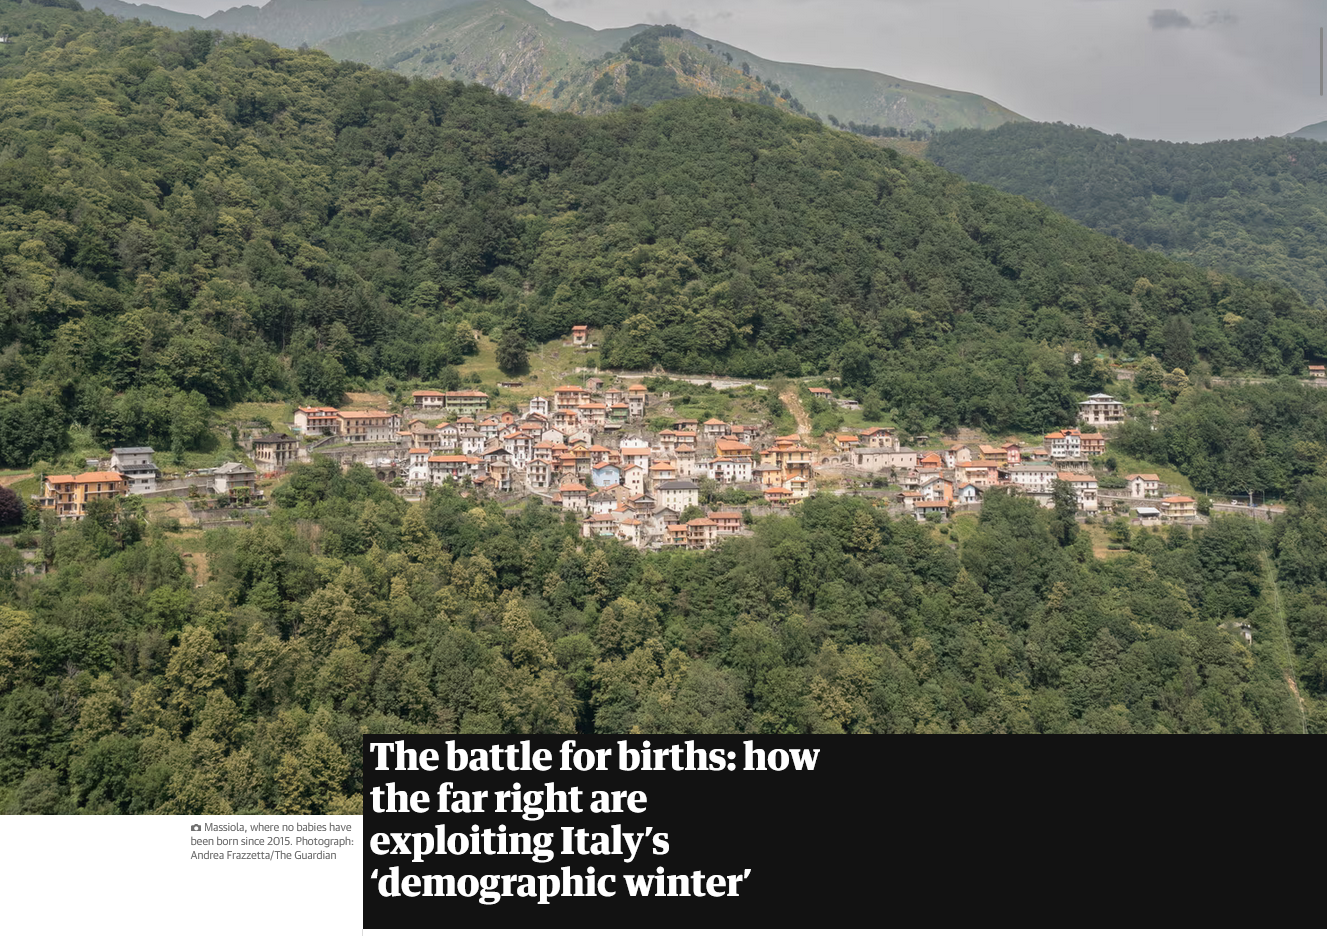 The battle for births: how
the far right are
exploiting Italy’s
‘demographic winter’
Massiola, where no babies have
been born since 2015. Photograph:
Andrea Frazzetta/The Guardian